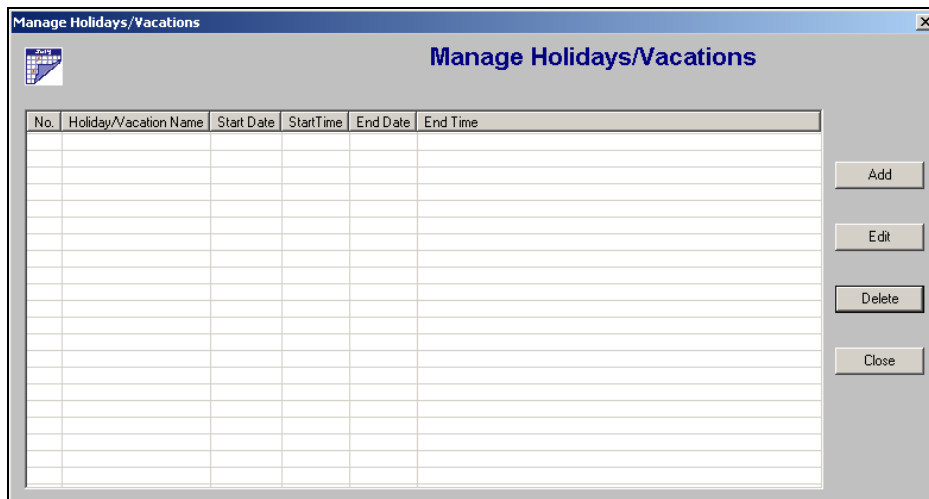 Manage Holidays/Vacations
July
Manage Holidays/Vacations
No. Holiday/Vacation Name Start Date StartTime End Date End Time
Add
Edit
Delete
Close